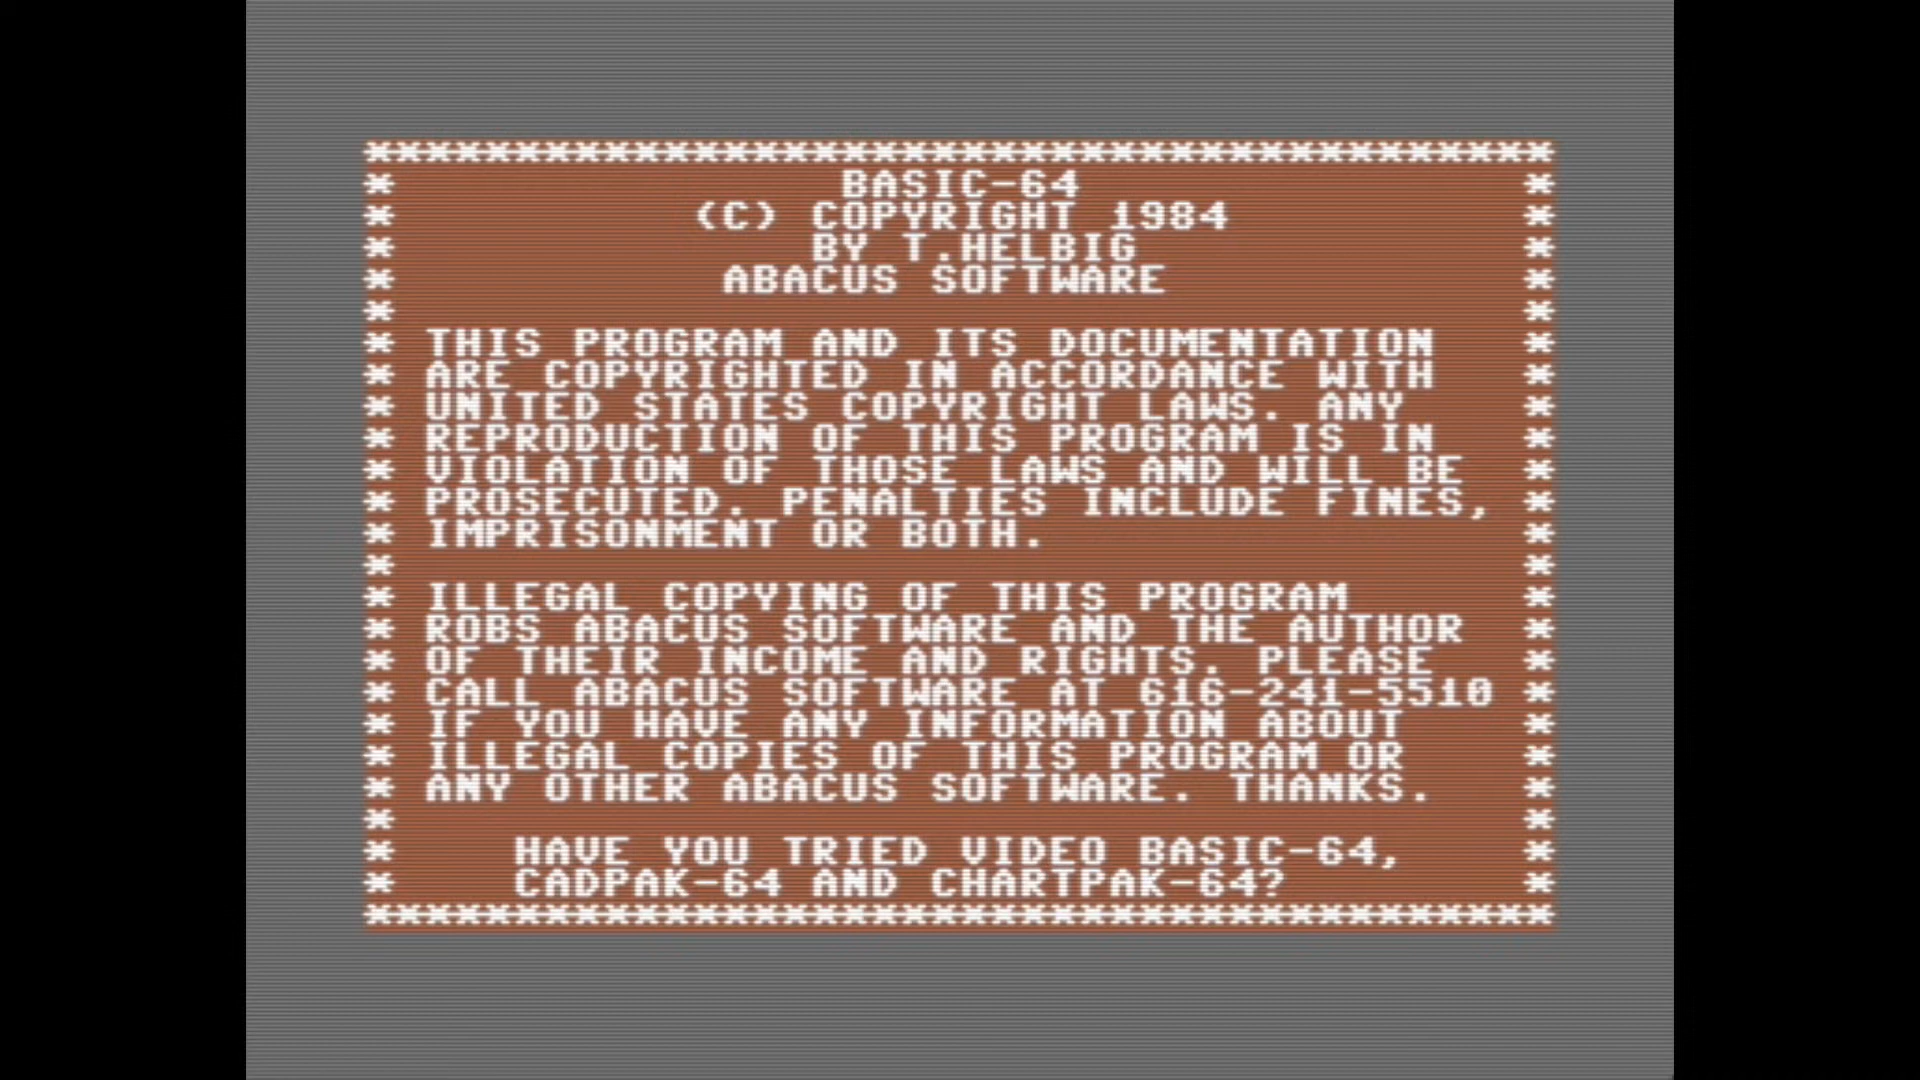 ****************************************
* BASIC-64 *
* (C) COPYRIGHT 1984 *
* BY T.HELBIG *
* ABACUS SOFTWARE *
* *
* THIS PROGRAM AND ITS DOCUMENTATION *
* ARE COPYRIGHTED IN ACCORDANCE WITH *
* UNITED STATES COPYRIGHT LAWS. ANY *
* REPRODUCTION OF THIS PROGRAM IS IN *
* VIOLATION OF THOSE LAWS AND WILL BE *
* PROSECUTED. PENALTIES INCLUDE FINES, *
* IMPRISONMENT OR BOTH. *
* *
* ILLEGAL COPYING OF THIS PROGRAM *
* ROBS ABACUS SOFTWARE AND THE AUTHOR *
* OF THEIR INCOME AND RIGHTS. PLEASE *
* CALL ABACUS SOFTWARE AT 616-241-5510 *
* IF YOU HAVE ANY INFORMATION ABOUT *
* ILLEGAL COPIES OF THIS PROGRAM OR *
* ANY OTHER ABACUS SOFTWARE. THANKS. *
* *
* HAVE YOU TRIED VIDEO BASIC-64, *
* CADPAK-64 AND CHARTPAK-64? *
****************************************